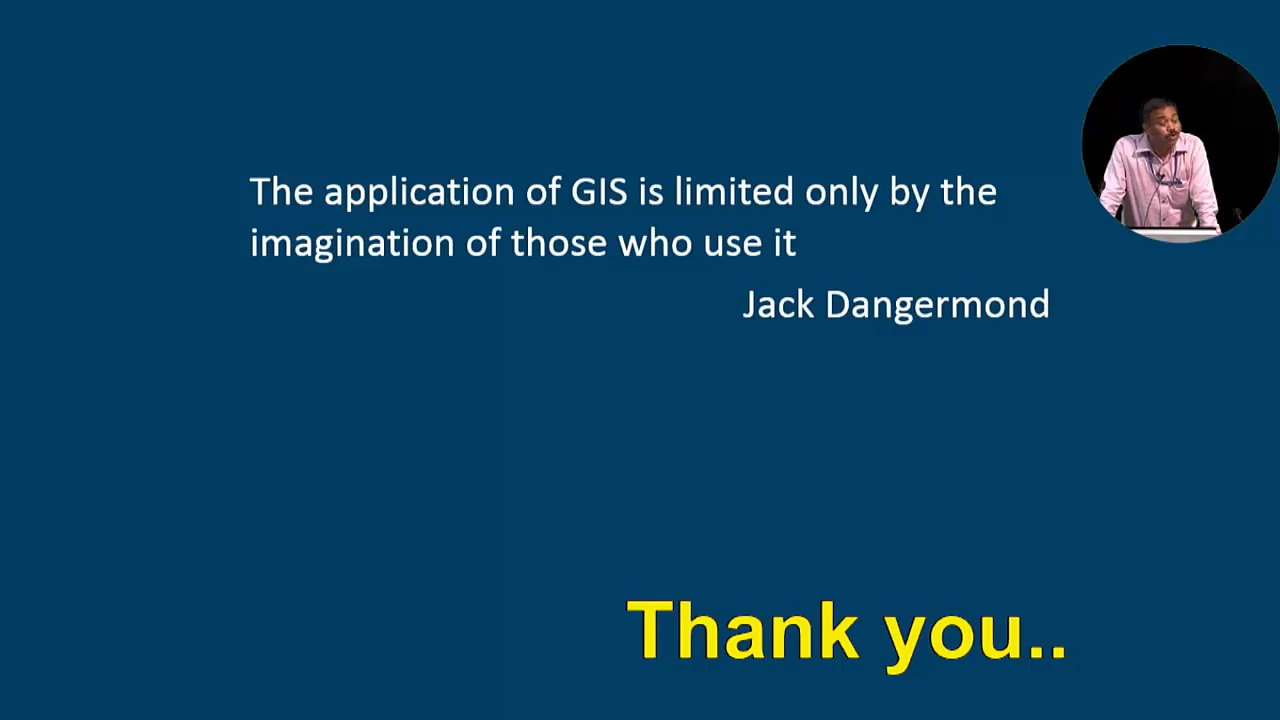 The application of GIS is limited only by the
imagination of those who use it
Jack Dangermond
Thank you..